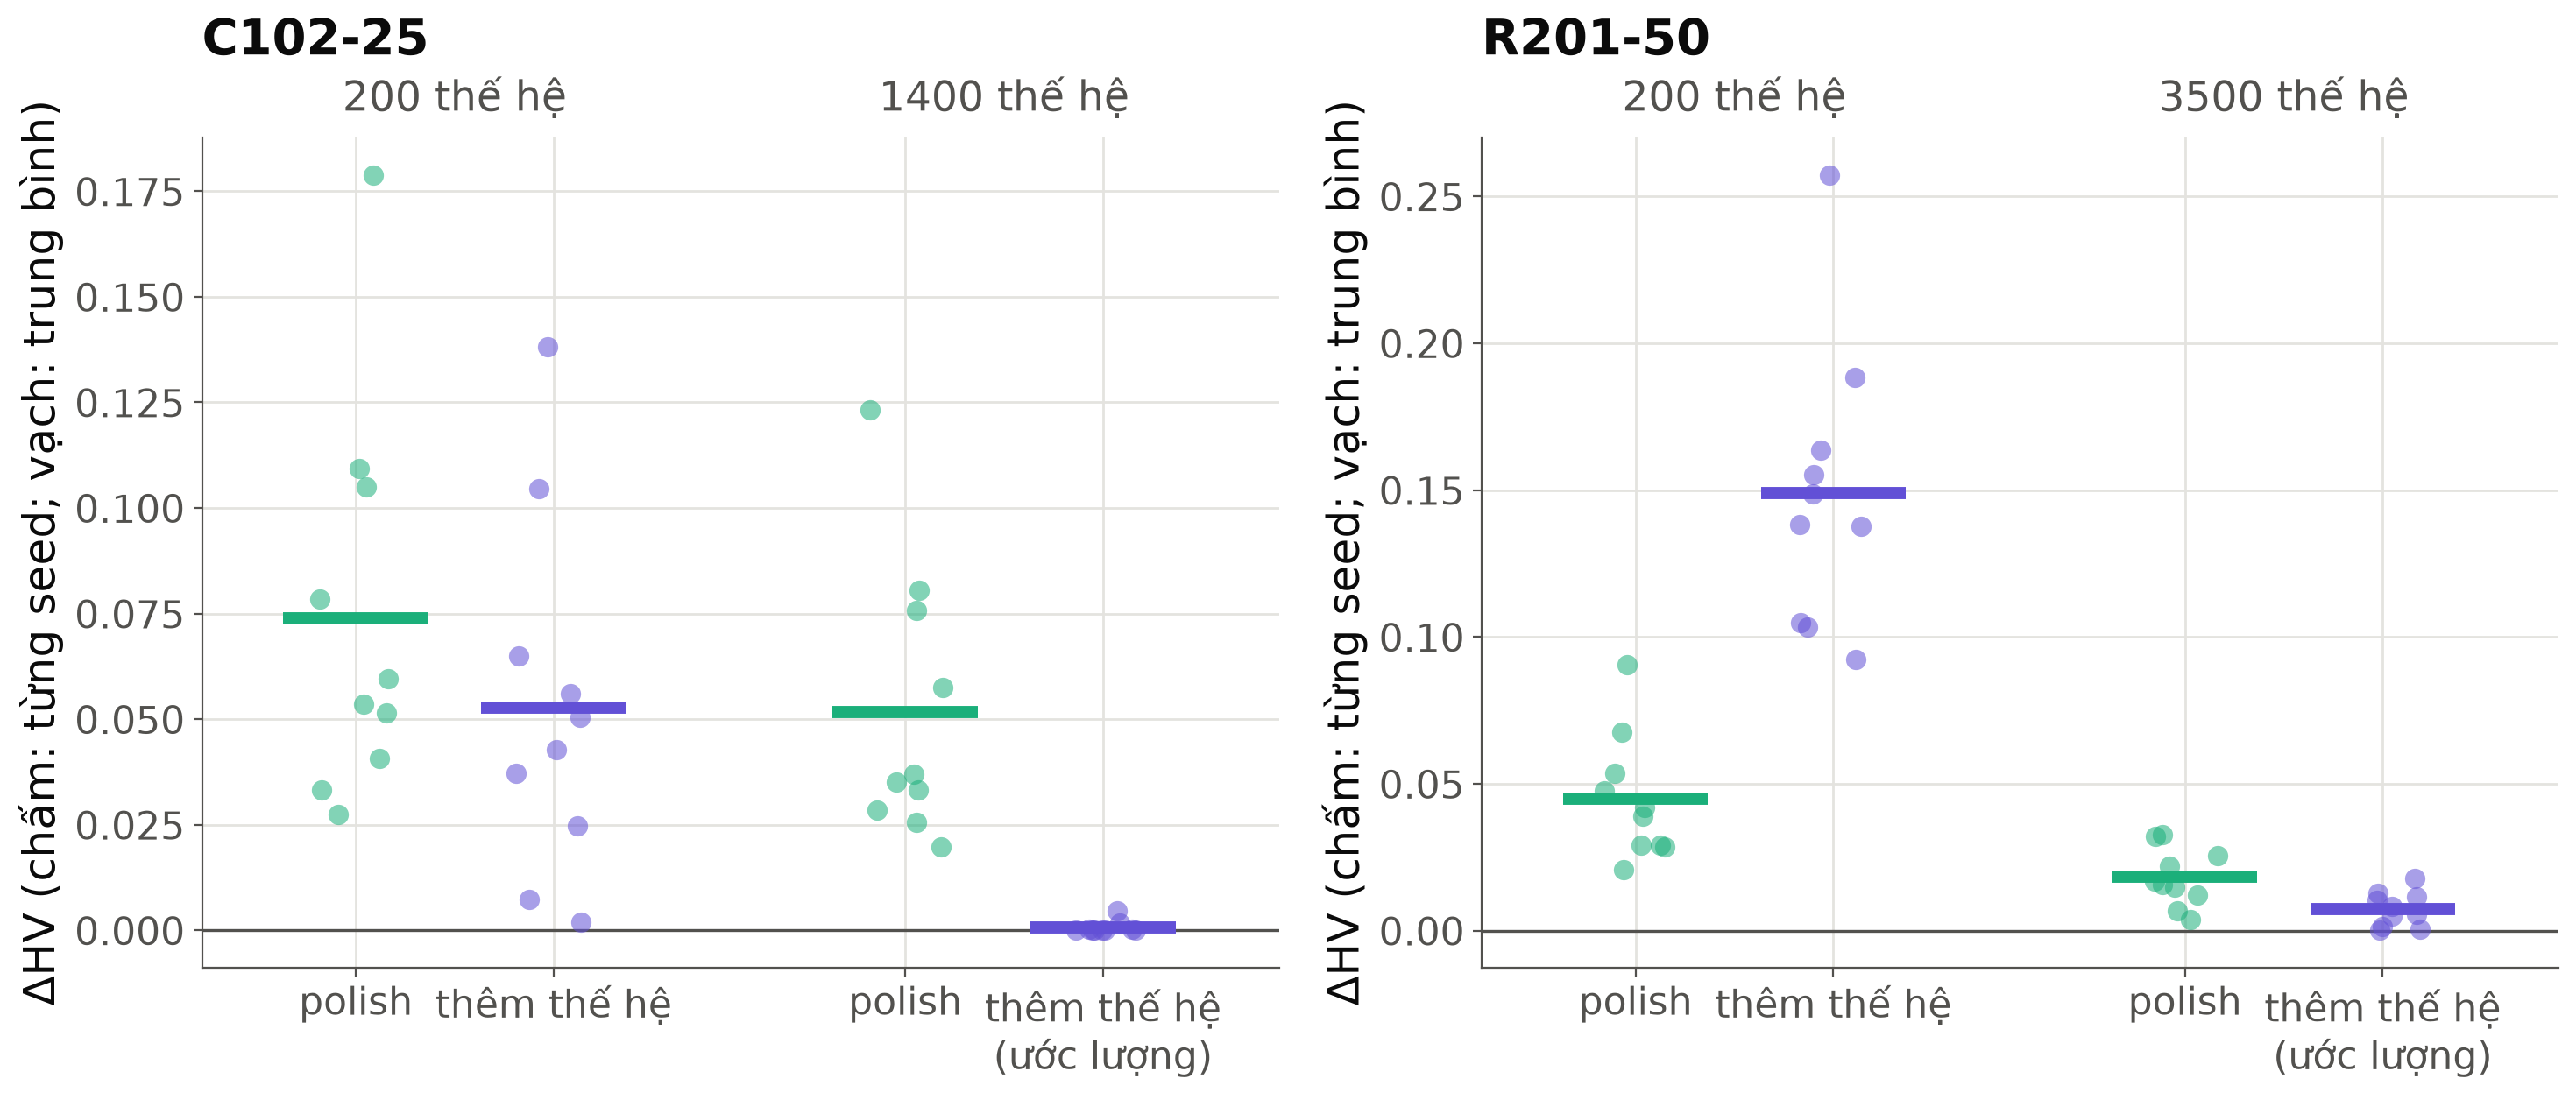 C102-25
200 thế hệ
1400 thế hệ
ΔHV (chấm: từng seed; vạch: trung bình)
0.175
0.150
0.125
0.100
0.075
0.050
0.025
0.000
polish
thêm thế hệ
polish
thêm thế hệ
(ước lượng)
R201-50
200 thế hệ
3500 thế hệ
ΔHV (chấm: từng seed; vạch: trung bình)
0.25
0.20
0.15
0.10
0.05
0.00
polish
thêm thế hệ
polish
thêm thế hệ
(ước lượng)